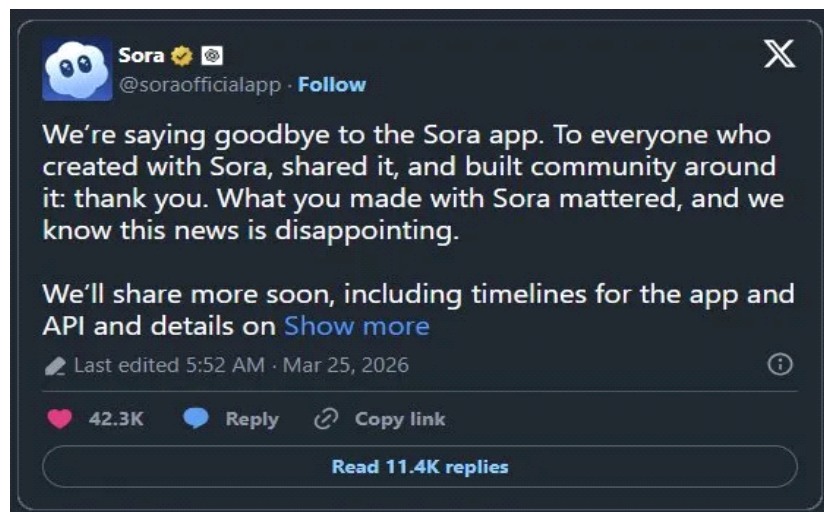 Sora
@soraofficialapp · Follow
We’re saying goodbye to the Sora app. To everyone who
created with Sora, shared it, and built community around
it: thank you. What you made with Sora mattered, and we
know this news is disappointing.
We’ll share more soon, including timelines for the app and
API and details on Show more
Last edited 5:52 AM · Mar 25, 2026
42.3K Reply Copy link
Read 11.4K replies